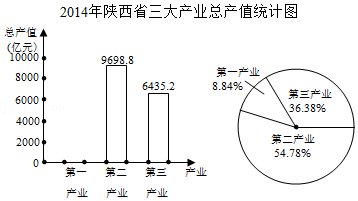 2014年陕西省三大产业总产值统计图
总产值
(亿元)
10000
8000
6000
4000
2000
0
9698.8
6435.2
第一
产业
第二
产业
第三
产业
产业
第一产业
8.84%
第三产业
36.38%
第二产业
54.78%